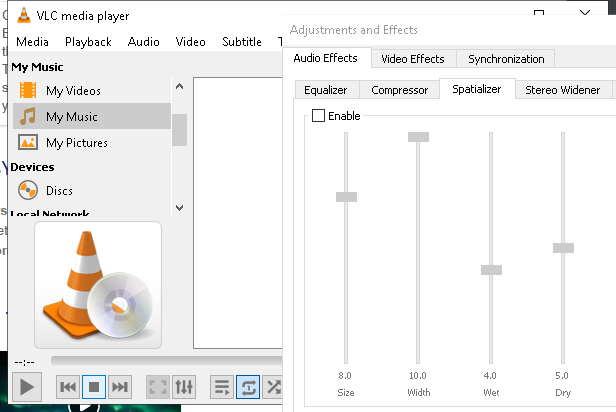 VLC media player
Media Playback Audio Video Subtitle T
My Music
My Videos
My Music
My Pictures
Devices
Discs
Local Network
--:--
Adjustments and Effects
Audio Effects Video Effects Synchronization
Equalizer Compressor Spatializer Stereo Widener
Enable
8.0 10.0 4.0 5.0
Size Width Wet Dry